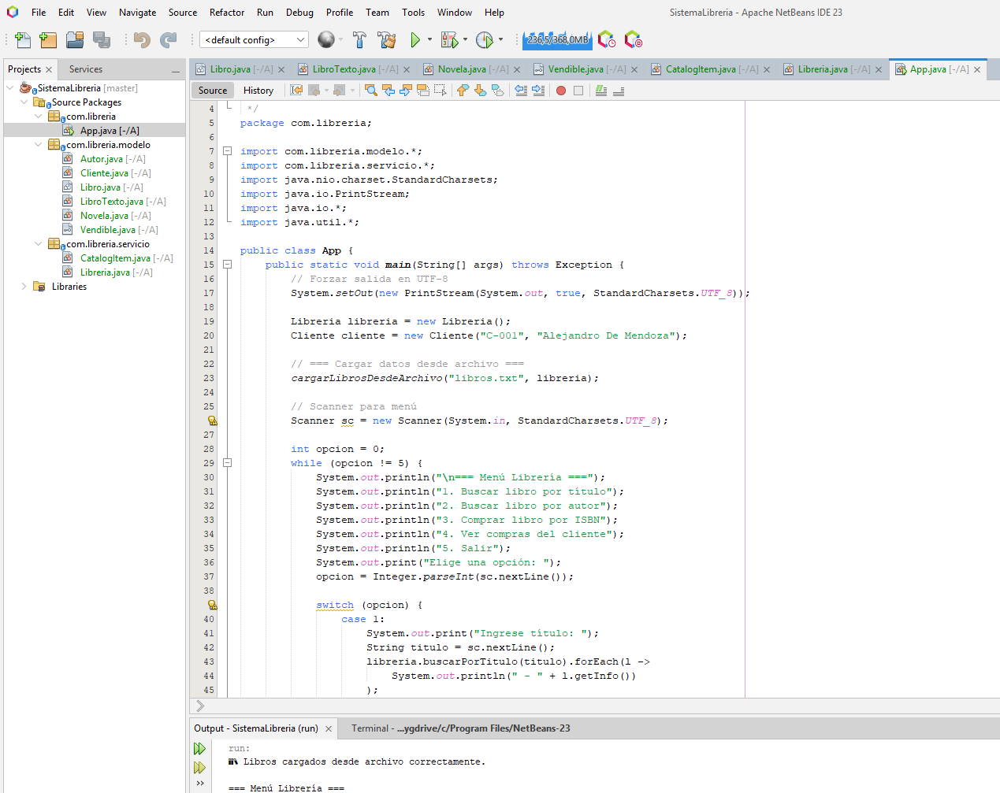 File Edit View Navigate Source Refactor Run Debug Profile Team Tools Window Help SistemaLibreria - Apache NetBeans IDE 23
<default config> 236,5/368,0MB
Projects Services
SistemaLibreria [master]
Source Packages
com.libreria
App.java [-/A]
com.libreria.modelo
Autor.java [-/A]
Cliente.java [-/A]
Libro.java [-/A]
LibroTexto.java [-/A]
Novela.java [-/A]
Vendible.java [-/A]
com.libreria.servicio
CatalogItem.java [-/A]
Libreria.java [-/A]
Libraries
Libro.java [-/A] LibroTexto.java [-/A] Novela.java [-/A] Vendible.java [-/A] CatalogItem.java [-/A] Libreria.java [-/A] App.java [-/A]
Source History
4 */
5 package com.libreria;
6
7 import com.libreria.modelo.*;
8 import com.libreria.servicio.*;
9 import java.nio.charset.StandardCharsets;
10 import java.io.PrintStream;
11 import java.io.*;
12 import java.util.*;
13
14 public class App {
15 public static void main(String[] args) throws Exception {
16 // Forzar salida en UTF-8
17 System.setOut(new PrintStream(System.out, true, StandardCharsets.UTF_8));
18
19 Libreria libreria = new Libreria();
20 Cliente cliente = new Cliente("C-001", "Alejandro De Mendoza");
21
22 // === Cargar datos desde archivo ===
23 cargarLibrosDesdeArchivo("libros.txt", libreria);
24
25 // Scanner para menú
Scanner sc = new Scanner(System.in, StandardCharsets.UTF_8);
27
28 int opcion = 0;
29 while (opcion != 5) {
30 System.out.println("\n=== Menú Librería ===");
31 System.out.println("1. Buscar libro por título");
32 System.out.println("2. Buscar libro por autor");
33 System.out.println("3. Comprar libro por ISBN");
34 System.out.println("4. Ver compras del cliente");
35 System.out.println("5. Salir");
36 System.out.print("Elige una opción: ");
37 opcion = Integer.parseInt(sc.nextLine());
38
switch (opcion) {
40 case 1:
41 System.out.print("Ingrese título: ");
42 String titulo = sc.nextLine();
43 libreria.buscarPorTitulo(titulo).forEach(l ->
44 System.out.println(" - " + l.getInfo())
45 );
Output - SistemaLibreria (run) Terminal - ...ygdrive/c/Program Files/NetBeans-23
run:
Libros cargados desde archivo correctamente.
=== Menú Librería ===